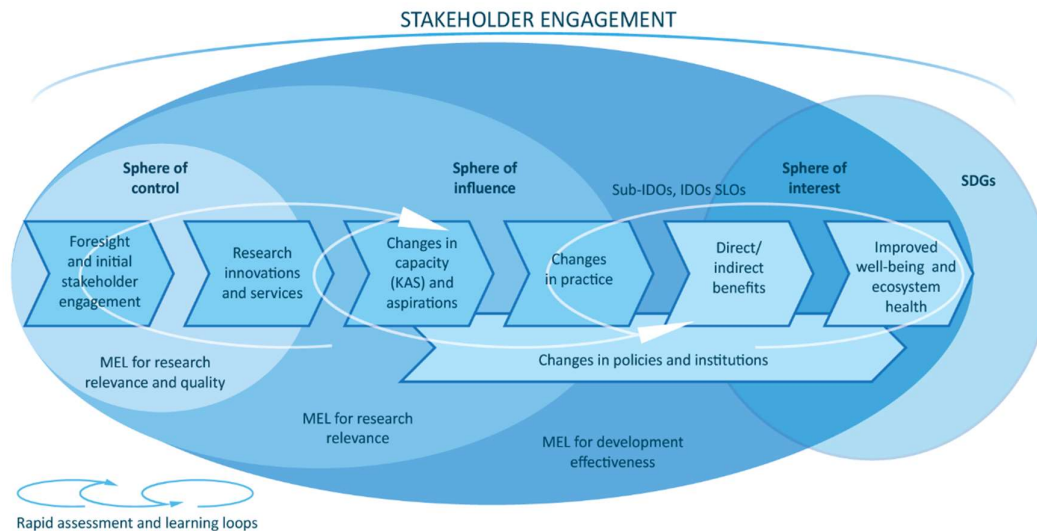 STAKEHOLDER ENGAGEMENT
Sphere of
control
Sphere of
influence
Sub-IDOs, IDOs SLOs
Sphere of
interest
SDGs
Foresight
and initial
stakeholder
engagement
Research
innovations
and services
Changes in
capacity
(KAS) and
aspirations
Changes
in practice
Direct/
indirect
benefits
Improved
well-being and
ecosystem
health
Changes in policies and institutions
MEL for research
relevance and quality
MEL for research
relevance
MEL for development
effectiveness
Rapid assessment and learning loops